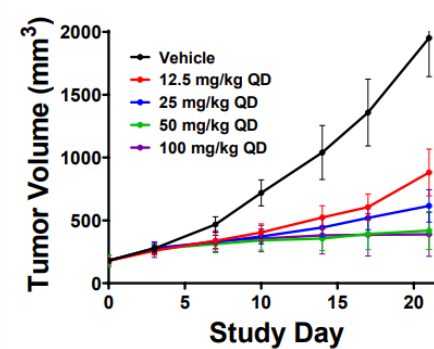 Tumor Volume (mm³)
2000
1500
1000
500
0
Vehicle
12.5 mg/kg QD
25 mg/kg QD
50 mg/kg QD
100 mg/kg QD
0 5 10 15 20
Study Day